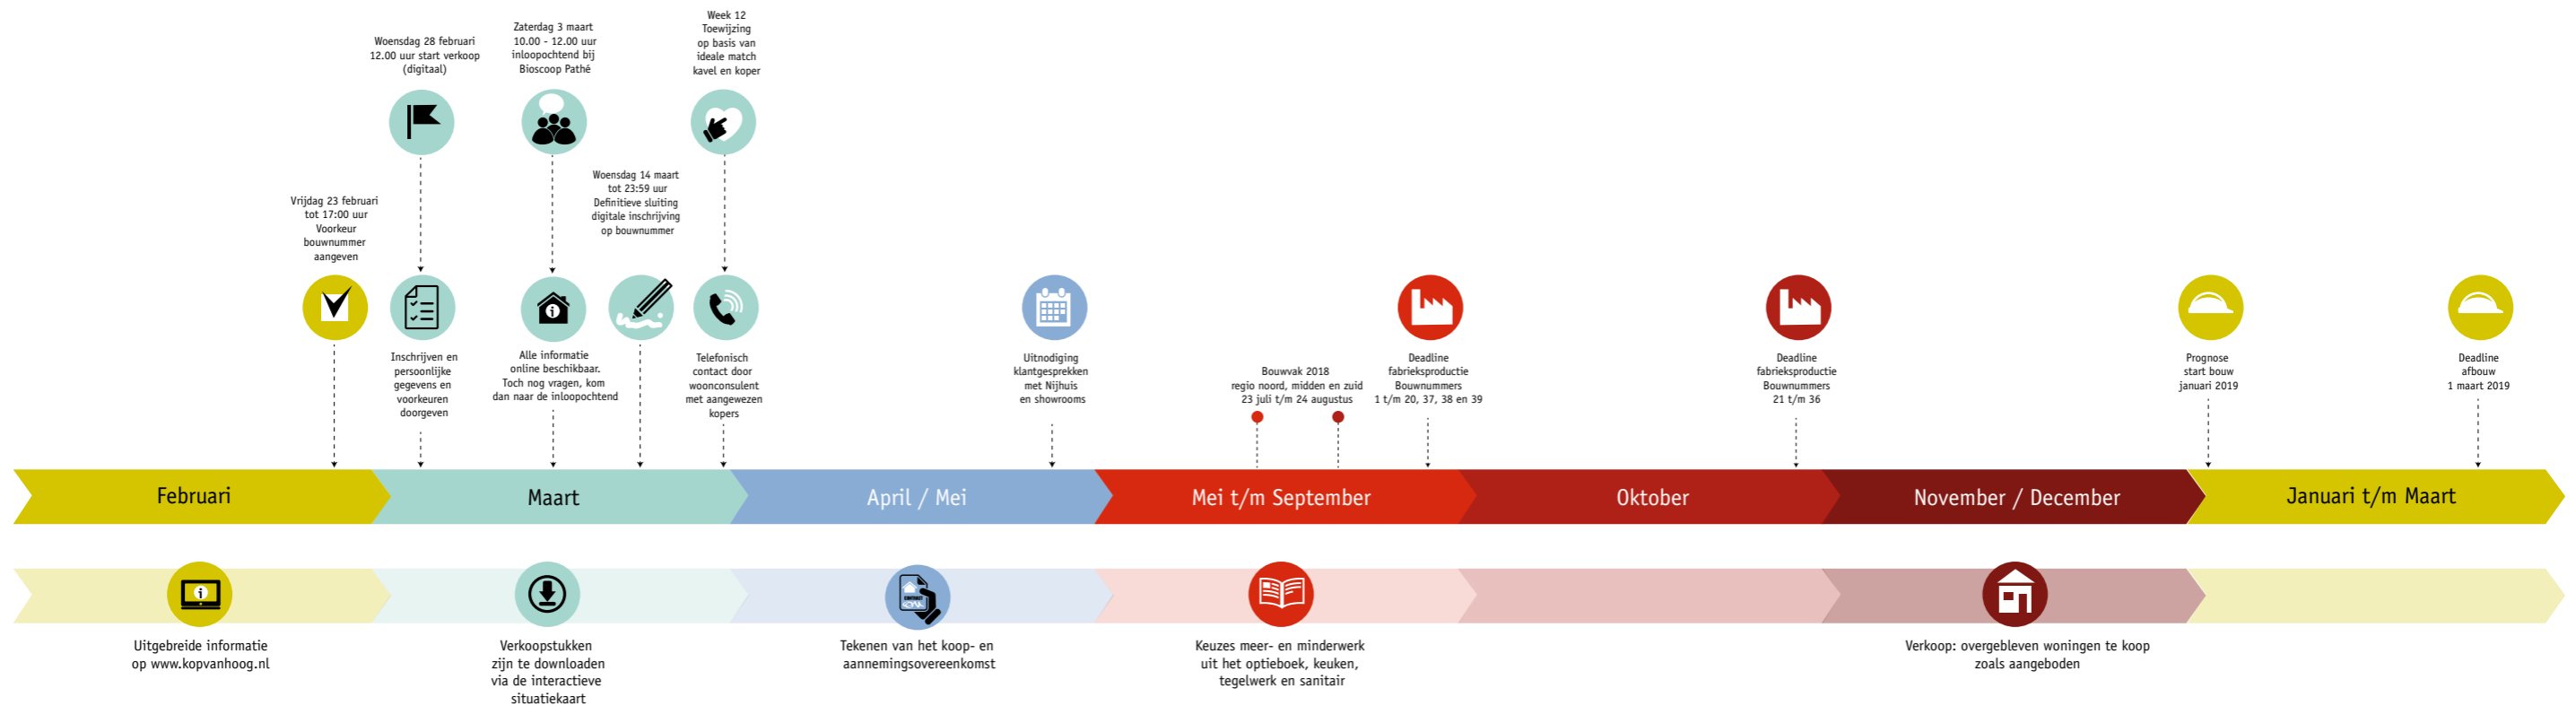 Week 12
Toewijzing
op basis van
ideale match
kavel en koper
Zaterdag 3 maart
10.00 - 12.00 uur
inloopochtend bij
Bioscoop Pathé
Woensdag 28 februari
12.00 uur start verkoop
(digitaal)
Vrijdag 23 februari
tot 17:00 uur
Voorkeur
bouwnummer
aangeven
Woensdag 14 maart
tot 23:59 uur
Definitieve sluiting
digitale inschrijving
op bouwnummer
Inschrijven en
persoonlijke
gegevens en
voorkeuren
doorgeven
Alle informatie
online beschikbaar.
Toch nog vragen, kom
dan naar de inloopochtend
Telefonisch
contact door
woonconsulent
met aangewezen
kopers
Uitnodiging
klantgesprekken
met Nijhuis
en showrooms
Bouwvak 2018
regio noord, midden en zuid
23 juli t/m 24 augustus
Deadline
fabrieksproductie
Bouwnummers
1 t/m 20, 37, 38 en 39
Deadline
fabrieksproductie
Bouwnummers
21 t/m 36
Prognose
start bouw
januari 2019
Deadline
afbouw
1 maart 2019
Februari
Maart
April / Mei
Mei t/m September
Oktober
November / December
Januari t/m Maart
CONTRACT
Uitgebreide informatie
op www.kopvanhoog.nl
Verkoopstukken
zijn te downloaden
via de interactieve
situatiekaart
Tekenen van het koop- en
aannemingsovereenkomst
Keuzes meer- en minderwerk
uit het optieboek, keuken,
tegelwerk en sanitair
Verkoop: overgebleven woningen te koop
zoals aangeboden